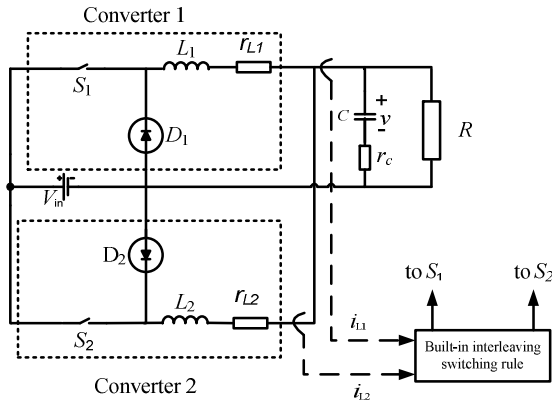 Converter 1
L1 rL1
S1
D1
C + v -
rc
R
+ -
Vin
D2
L2 rL2
S2
Converter 2
iL1
iL2
to S1 to S2
Built-in interleaving
switching rule